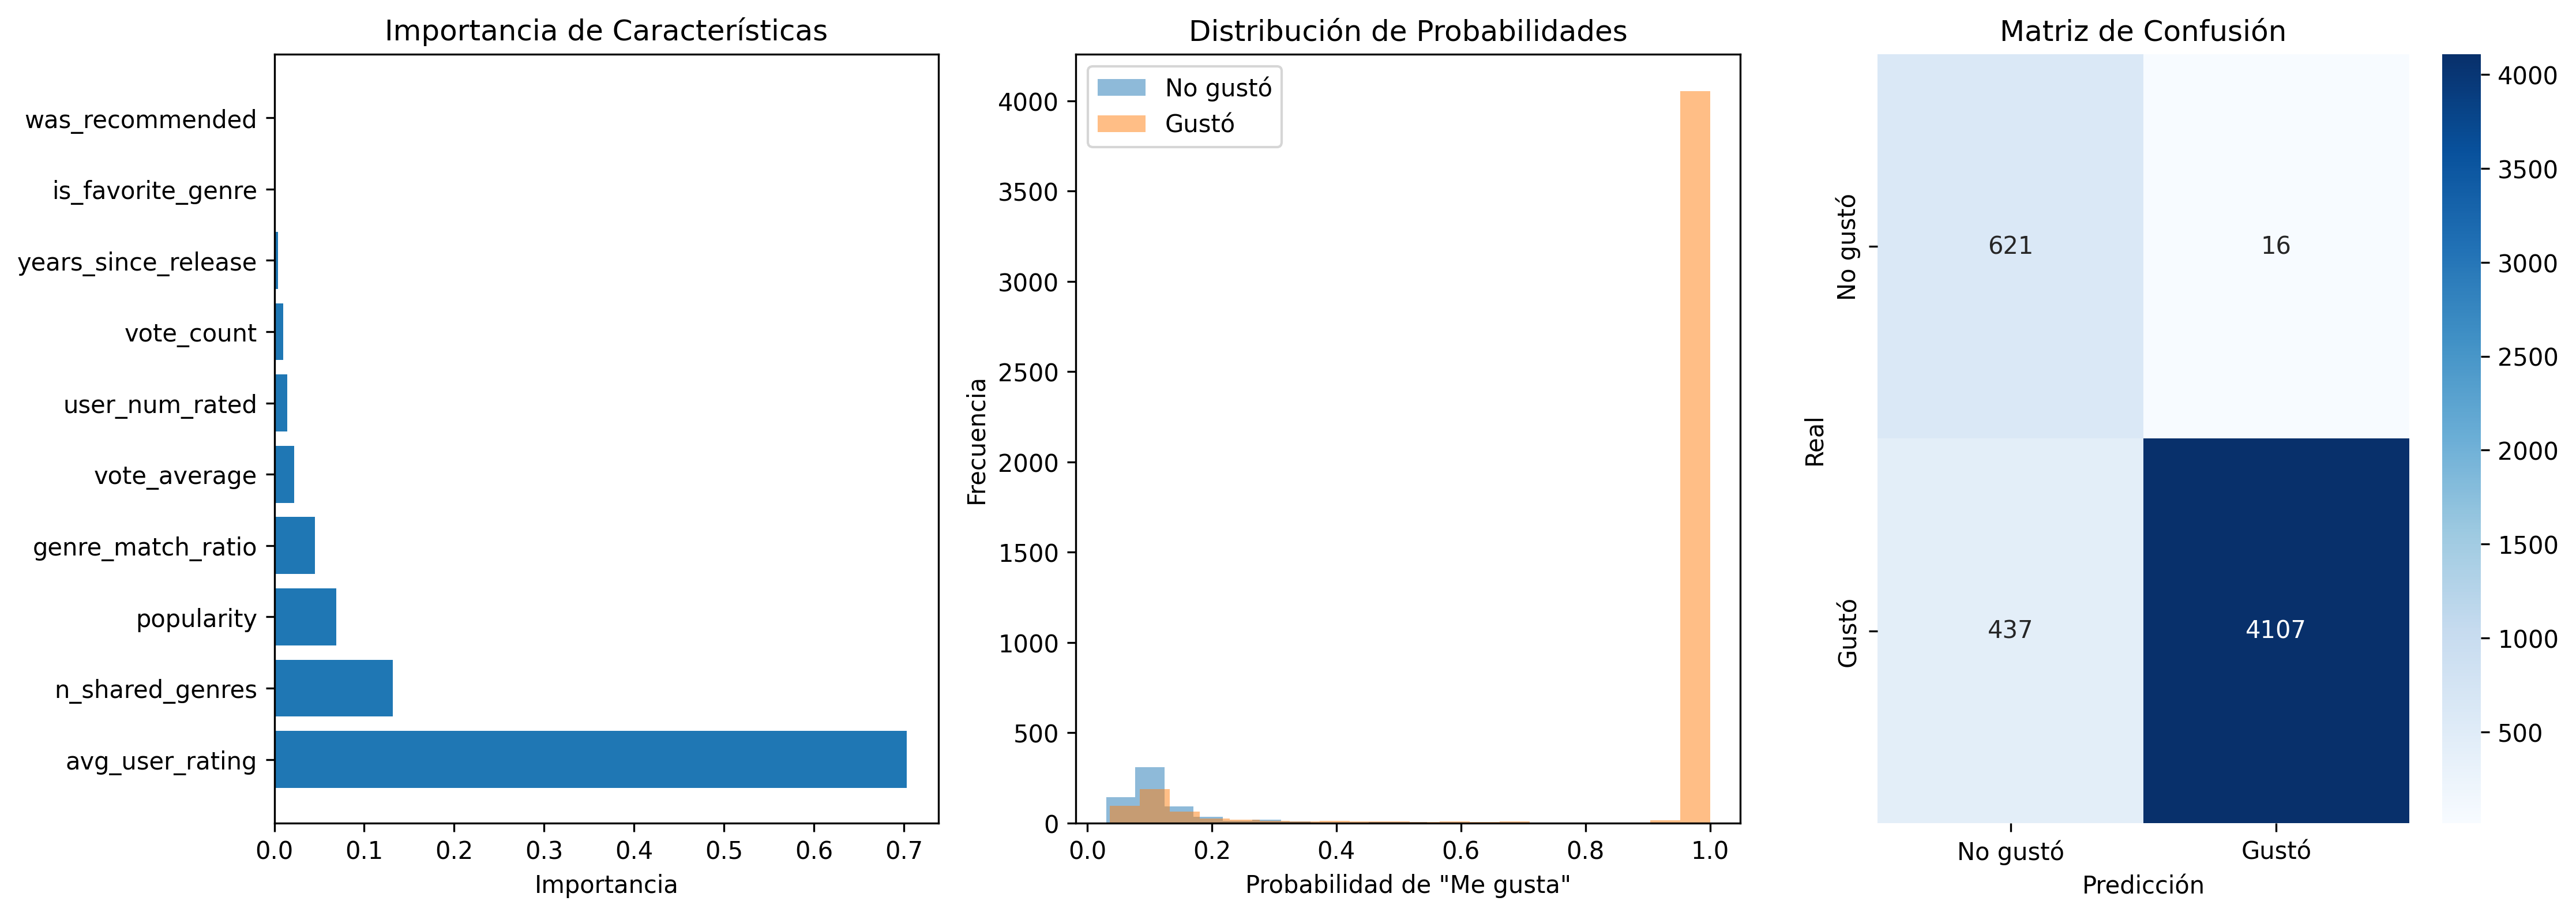 Importancia de Características
was_recommended
is_favorite_genre
years_since_release
vote_count
user_num_rated
vote_average
genre_match_ratio
popularity
n_shared_genres
avg_user_rating
0.0 0.1 0.2 0.3 0.4 0.5 0.6 0.7
Importancia
Distribución de Probabilidades
No gustó
Gustó
Frecuencia
4000
3500
3000
2500
2000
1500
1000
500
0
0.0 0.2 0.4 0.6 0.8 1.0
Probabilidad de "Me gusta"
Matriz de Confusión
Real
No gustó
Gustó
621 16
437 4107
No gustó Gustó
Predicción
4000
3500
3000
2500
2000
1500
1000
500